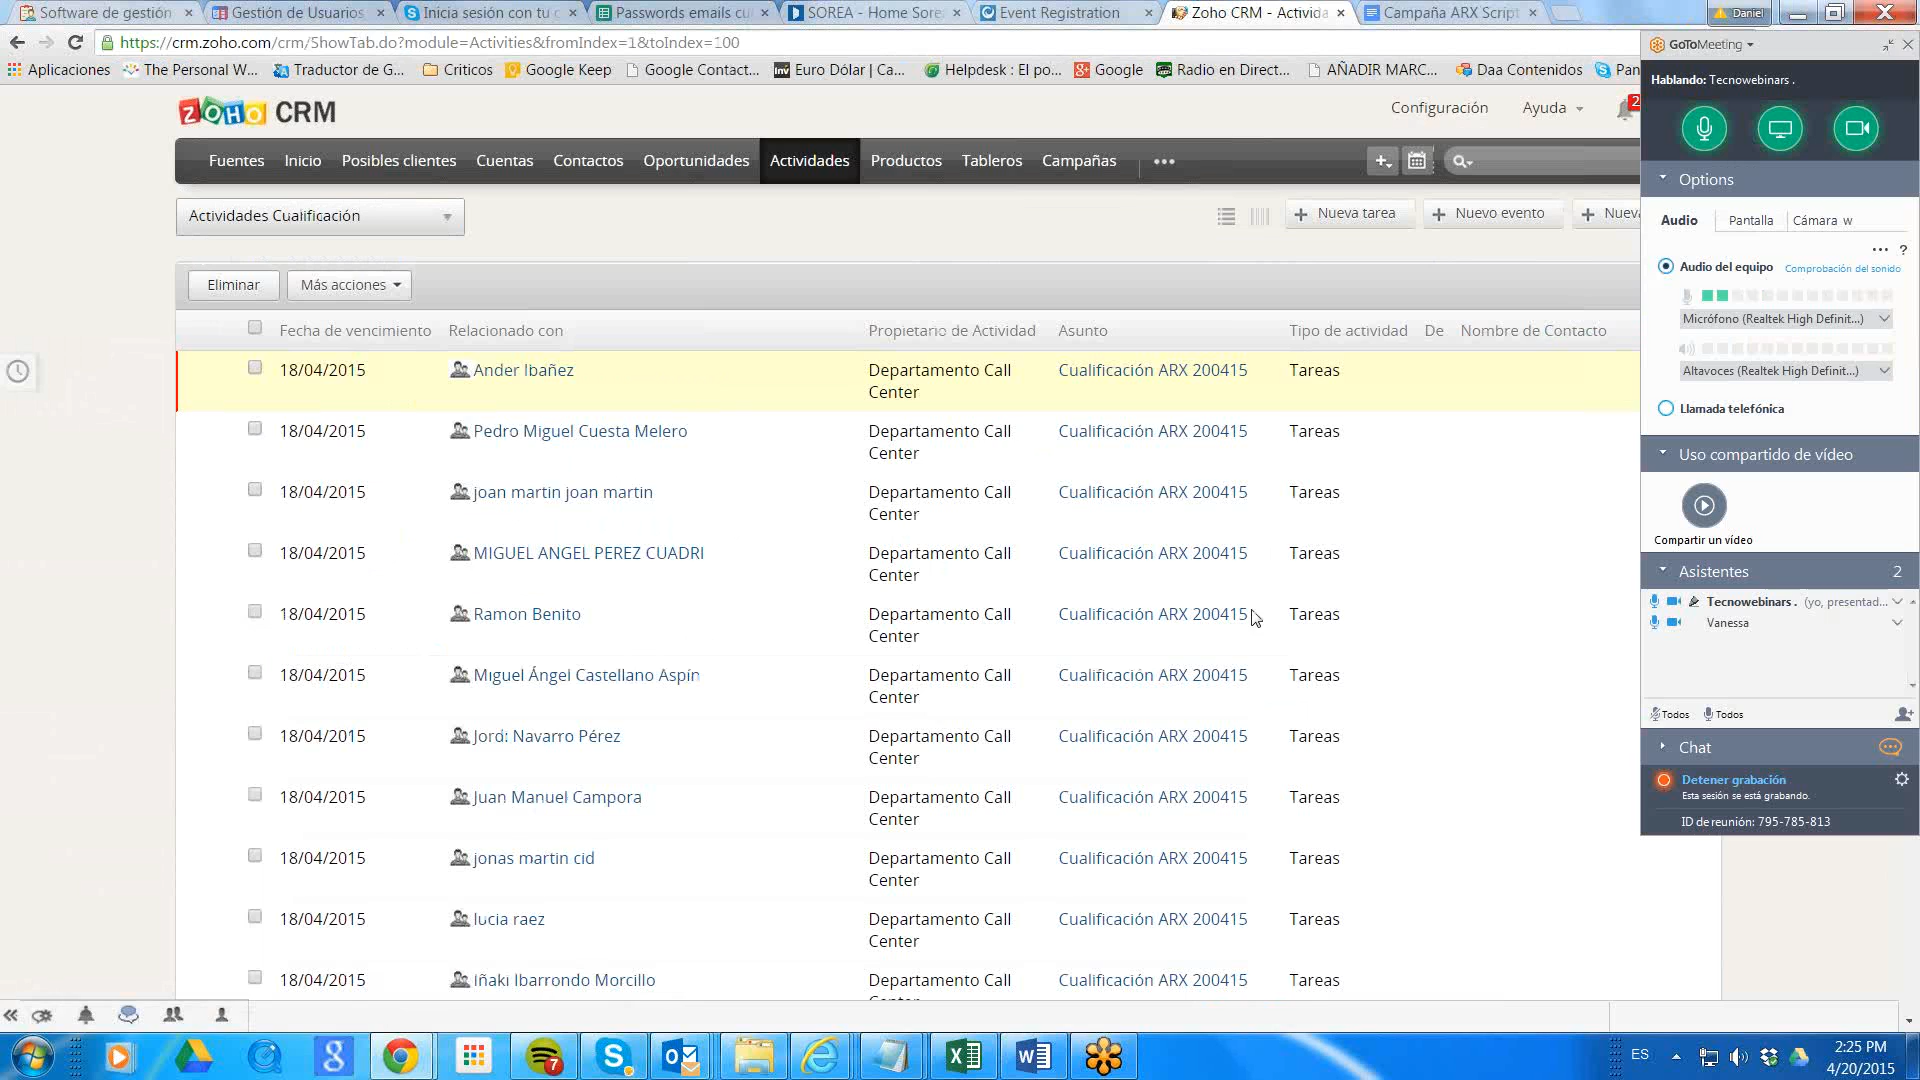 Software de gestión
Gestión de Usuarios
Inicia sesión con tu c
Passwords emails cu
SOREA - Home Sore
Event Registration
Zoho CRM - Activida
Campaña ARX Script
Daniel
https://crm.zoho.com/crm/ShowTab.do?module=Activities&fromIndex=1&toIndex=100
Aplicaciones
The Personal W...
Traductor de G...
Criticos
Google Keep
Google Contact...
Euro Dólar | Ca...
Helpdesk : El po...
Google
Radio en Direct...
AÑADIR MARC...
Daa Contenidos
Pan
ZOHO CRM
Configuración
Ayuda
2
Fuentes
Inicio
Posibles clientes
Cuentas
Contactos
Oportunidades
Actividades
Productos
Tableros
Campañas
Actividades Cualificación
Nueva tarea
Nuevo evento
Nueva
Eliminar
Más acciones
Fecha de vencimiento Relacionado con Propietario de Actividad Asunto Tipo de actividad De Nombre de Contacto
18/04/2015 Ander Ibañez Departamento Call Cualificación ARX 200415 Tareas
Center
18/04/2015 Pedro Miguel Cuesta Melero Departamento Call Cualificación ARX 200415 Tareas
Center
18/04/2015 joan martin joan martin Departamento Call Cualificación ARX 200415 Tareas
Center
18/04/2015 MIGUEL ANGEL PEREZ CUADRI Departamento Call Cualificación ARX 200415 Tareas
Center
18/04/2015 Ramon Benito Departamento Call Cualificación ARX 200415 Tareas
Center
18/04/2015 Miguel Ángel Castellano Aspín Departamento Call Cualificación ARX 200415 Tareas
Center
18/04/2015 Jordi Navarro Pérez Departamento Call Cualificación ARX 200415 Tareas
Center
18/04/2015 Juan Manuel Campora Departamento Call Cualificación ARX 200415 Tareas
Center
18/04/2015 jonas martin cid Departamento Call Cualificación ARX 200415 Tareas
Center
18/04/2015 lucia raez Departamento Call Cualificación ARX 200415 Tareas
Center
18/04/2015 Iñaki Ibarrondo Morcillo Departamento Call Cualificación ARX 200415 Tareas
Center
GoToMeeting
Hablando: Tecnowebinars .
Options
Audio
Pantalla
Cámara w
... ?
Audio del equipo
Comprobación del sonido
Micrófono (Realtek High Definit...)
Altavoces (Realtek High Definit...)
Llamada telefónica
Uso compartido de vídeo
Compartir un vídeo
Asistentes 2
Tecnowebinars . (yo, presentad...
Vanessa
Todos
Todos
Chat
Detener grabación
Esta sesión se está grabando.
ID de reunión: 795-785-813
7
ES
2:25 PM
4/20/2015